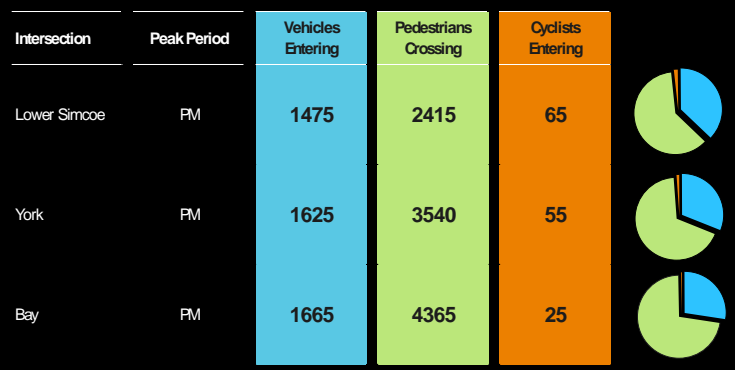 Intersection Peak Period Vehicles Entering Pedestrians Crossing Cyclists Entering
Lower Simcoe PM 1475 2415 65
York PM 1625 3540 55
Bay PM 1665 4365 25